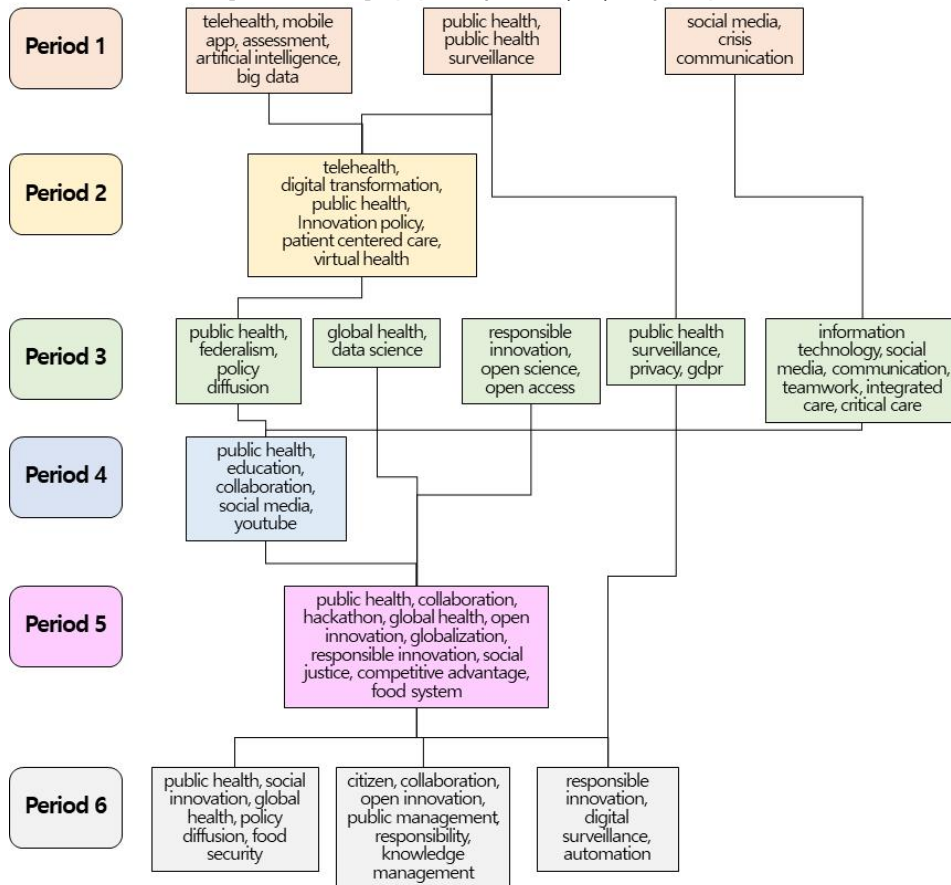 Period 1
telehealth, mobile
app, assessment,
artificial intelligence,
big data
public health,
public health
surveillance
social media,
crisis
communication
Period 2
telehealth,
digital transformation,
public health,
Innovation policy,
patient centered care,
virtual health
Period 3
public health,
federalism,
policy
diffusion
global health,
data science
responsible
innovation,
open science,
open access
public health
surveillance,
privacy, gdpr
information
technology, social
media, communication,
teamwork, integrated
care, critical care
Period 4
public health,
education,
collaboration,
social media,
youtube
Period 5
public health, collaboration,
hackathon, global health, open
innovation, globalization,
responsible innovation, social
justice, competitive advantage,
food system
Period 6
public health, social
innovation, global
health, policy
diffusion, food
security
citizen, collaboration,
open innovation,
public management,
responsibility,
knowledge
management
responsible
innovation,
digital
surveillance,
automation